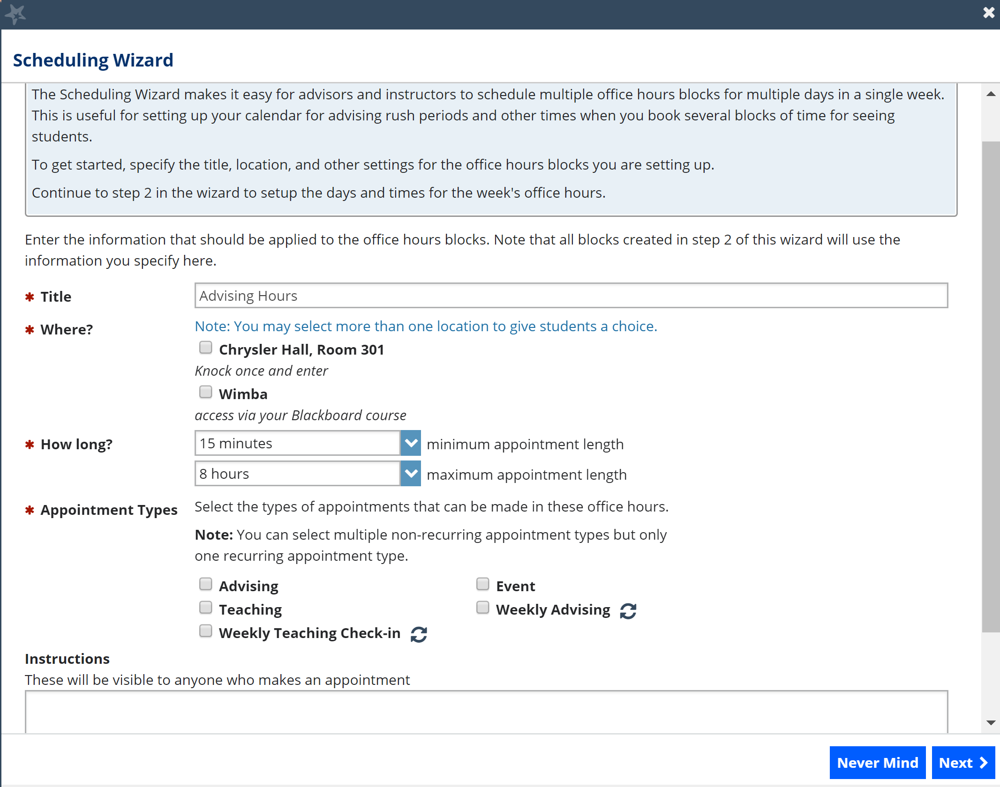 Scheduling Wizard
The Scheduling Wizard makes it easy for advisors and instructors to schedule multiple office hours blocks for multiple days in a single week.
This is useful for setting up your calendar for advising rush periods and other times when you book several blocks of time for seeing
students.
To get started, specify the title, location, and other settings for the office hours blocks you are setting up.
Continue to step 2 in the wizard to setup the days and times for the week's office hours.
Enter the information that should be applied to the office hours blocks. Note that all blocks created in step 2 of this wizard will use the
information you specify here.
* Title
Advising Hours
* Where?
Note: You may select more than one location to give students a choice.
Chrysler Hall, Room 301
Knock once and enter
Wimba
access via your Blackboard course
* How long?
15 minutes minimum appointment length
8 hours maximum appointment length
* Appointment Types
Select the types of appointments that can be made in these office hours.
Note: You can select multiple non-recurring appointment types but only
one recurring appointment type.
Advising Event
Teaching Weekly Advising
Weekly Teaching Check-in
Instructions
These will be visible to anyone who makes an appointment
Never Mind Next